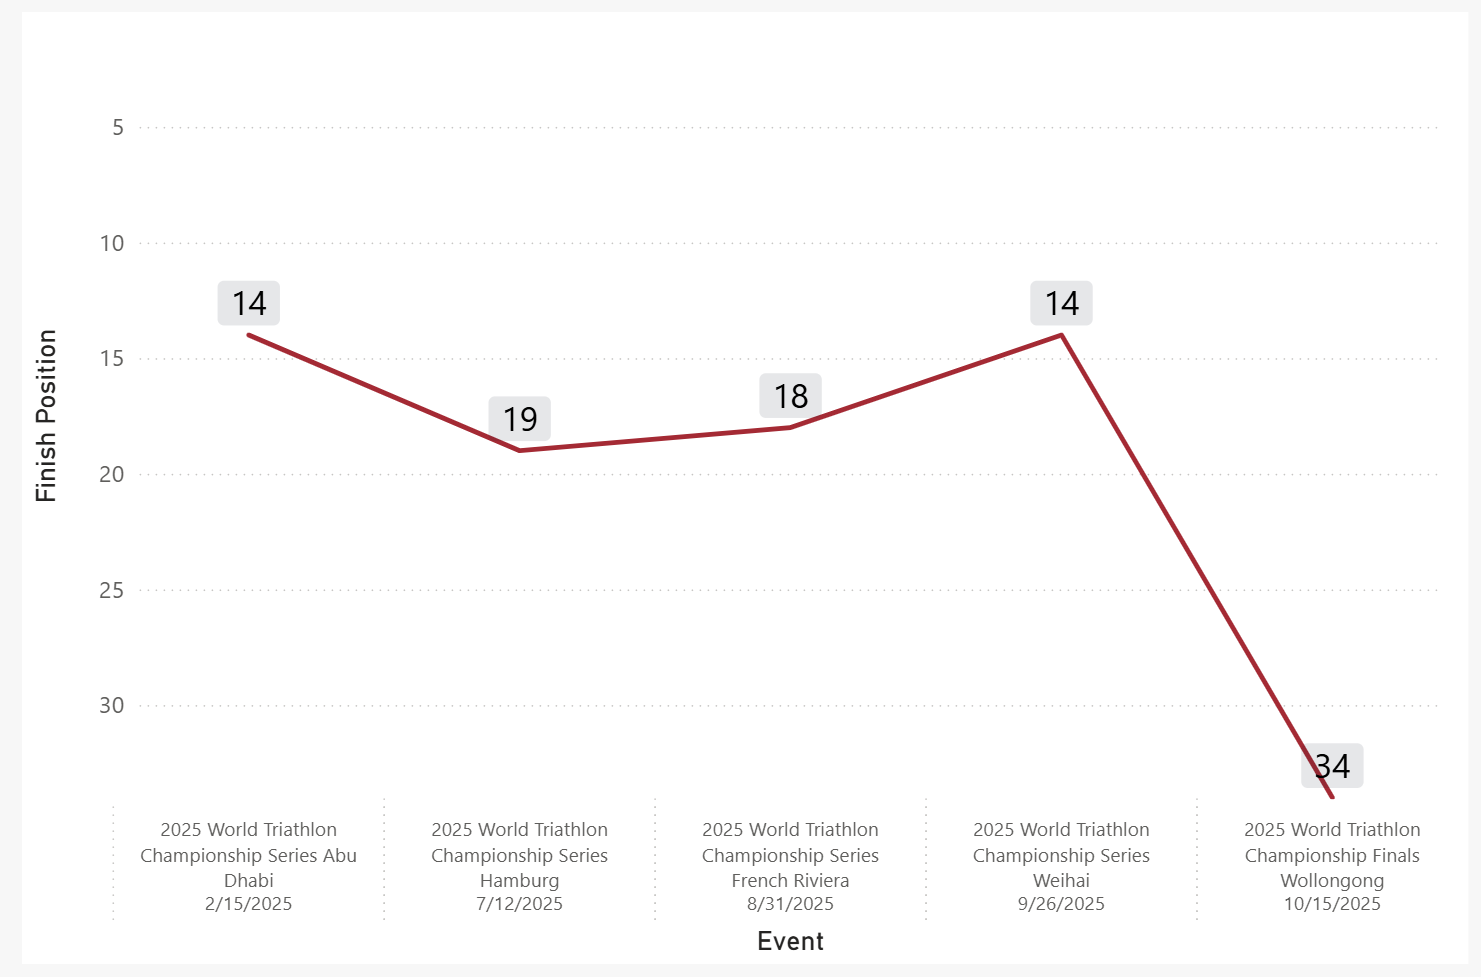 5
10
14
14
15
18
19
20
25
30
34
Finish Position
2025 World Triathlon
Championship Series Abu
Dhabi
2/15/2025
2025 World Triathlon
Championship Series
Hamburg
7/12/2025
2025 World Triathlon
Championship Series
French Riviera
8/31/2025
2025 World Triathlon
Championship Series
Weihai
9/26/2025
2025 World Triathlon
Championship Finals
Wollongong
10/15/2025
Event